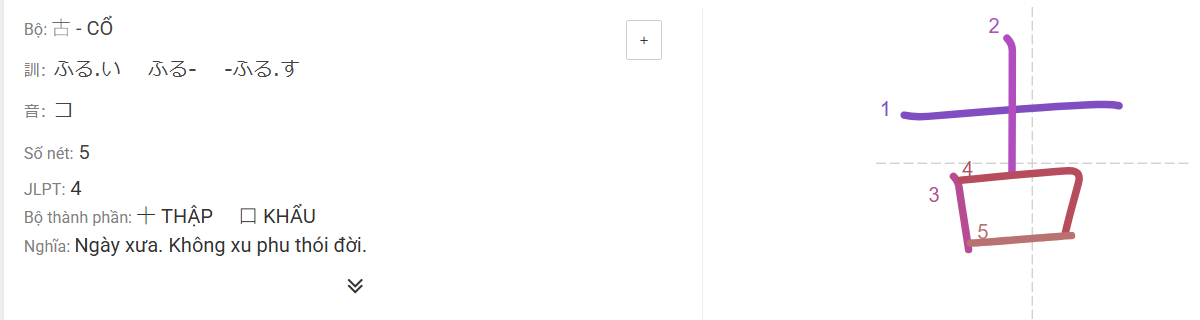 Bộ: 古 - CỔ
+
訓: ふる.い ふる- -ふる.す
音: コ
Số nét: 5
JLPT: 4
Bộ thành phần: 十 THẬP 口 KHẨU
Nghĩa: Ngày xưa. Không xu phu thói đời.
2
1
4
3
5